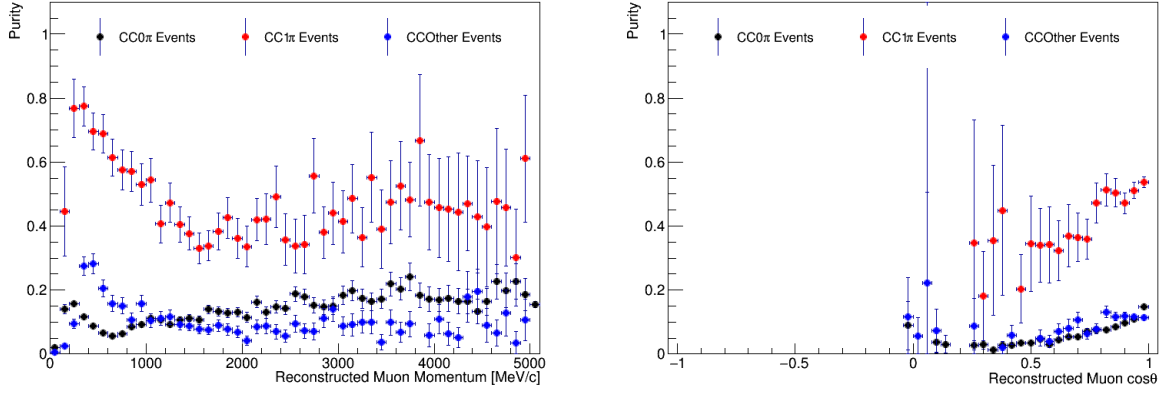 Purity
1
0.8
0.6
0.4
0.2
0
CC0π Events
CC1π Events
CCOther Events
0 1000 2000 3000 4000 5000
Reconstructed Muon Momentum [MeV/c]
Purity
1
0.8
0.6
0.4
0.2
0
CC0π Events
CC1π Events
CCOther Events
−1 −0.5 0 0.5 1
Reconstructed Muon cosθ